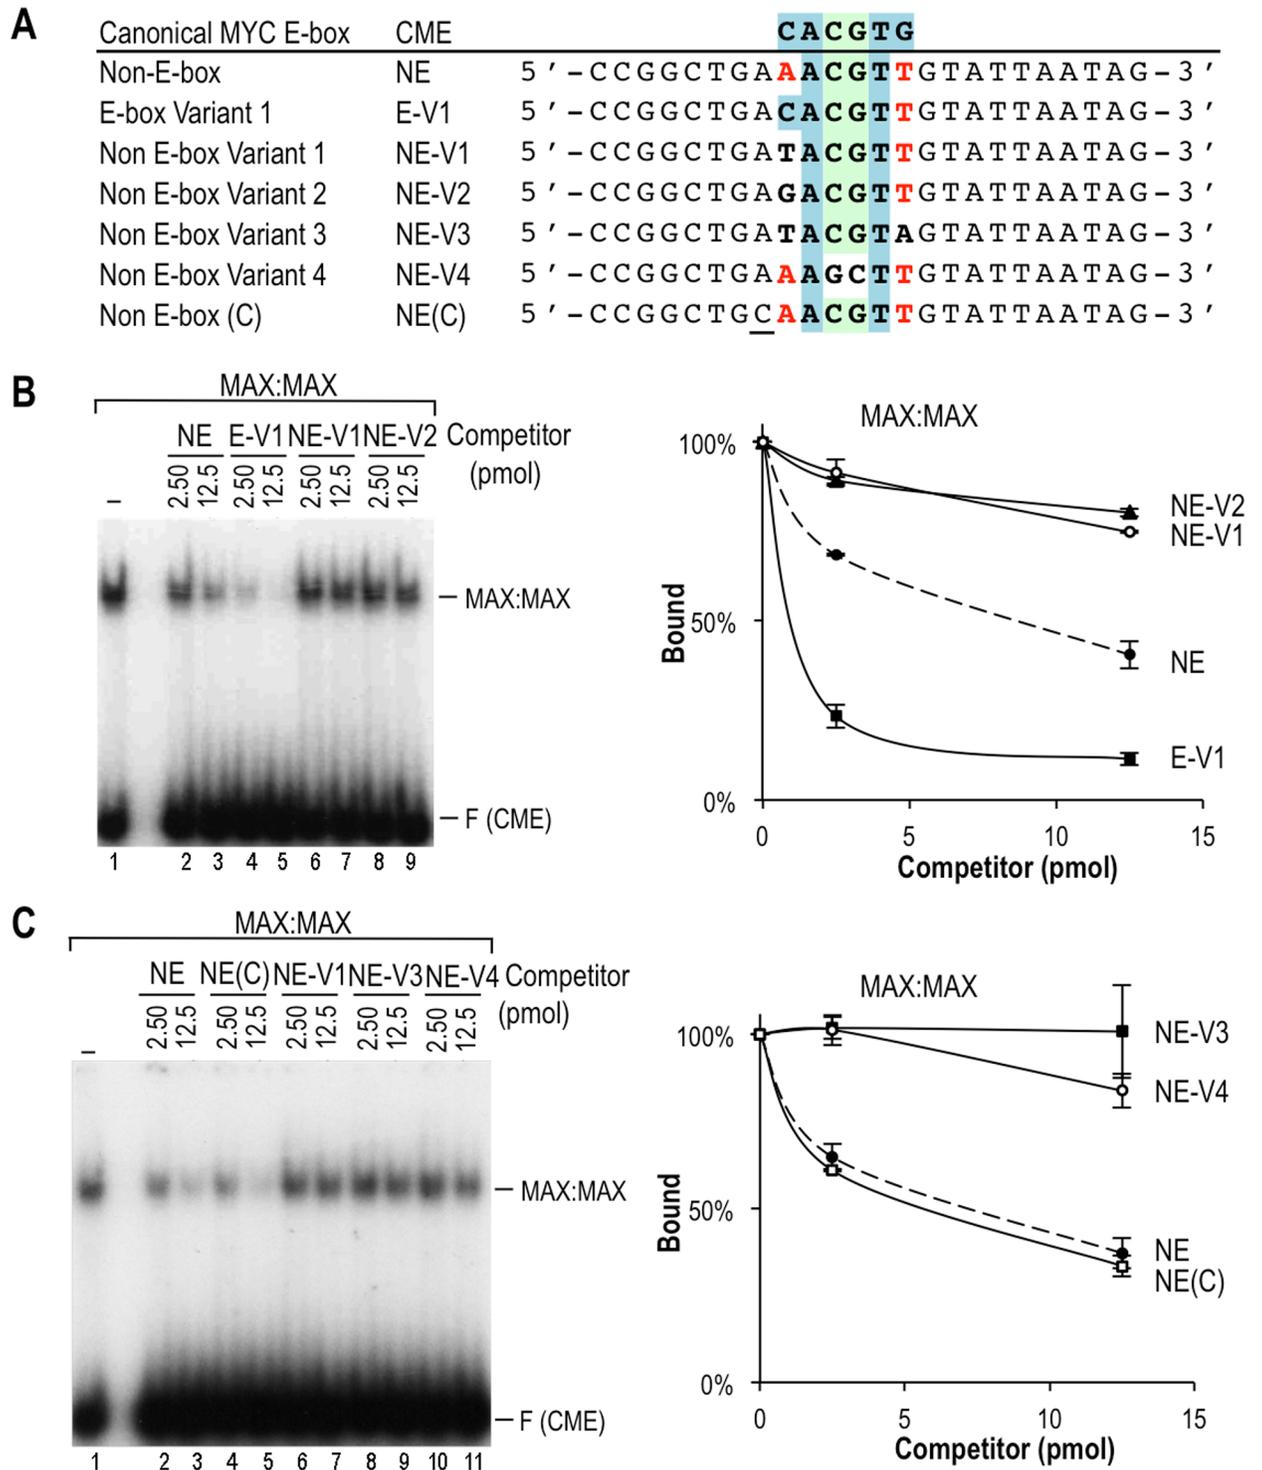 A
Canonical MYC E-box CME CACGTG
Non-E-box NE 5′-CCGGCTGAAACGTTGTATTAATAG-3′
E-box Variant 1 E-V1 5′-CCGGCTGACACGTTGTATTAATAG-3′
Non E-box Variant 1 NE-V1 5′-CCGGCTGATACGTTGTATTAATAG-3′
Non E-box Variant 2 NE-V2 5′-CCGGCTGAGACGTTGTATTAATAG-3′
Non E-box Variant 3 NE-V3 5′-CCGGCTGATACGTAGTATTAATAG-3′
Non E-box Variant 4 NE-V4 5′-CCGGCTGAAAGCTTGTATTAATAG-3′
Non E-box (C) NE(C) 5′-CCGGCTGCAACGTTGTATTAATAG-3′
B
MAX:MAX
NE E-V1 NE-V1 NE-V2 Competitor
– 2.50 12.5 2.50 12.5 2.50 12.5 2.50 12.5 (pmol)
– MAX:MAX
– F (CME)
1 2 3 4 5 6 7 8 9
MAX:MAX
100%
NE-V2
NE-V1
50%
Bound
NE
E-V1
0%
0 5 10 15
Competitor (pmol)
C
MAX:MAX
NE NE(C) NE-V1 NE-V3 NE-V4 Competitor
– 2.50 12.5 2.50 12.5 2.50 12.5 2.50 12.5 2.50 12.5 (pmol)
– MAX:MAX
– F (CME)
1 2 3 4 5 6 7 8 9 10 11
MAX:MAX
100%
NE-V3
NE-V4
50%
Bound
NE
NE(C)
0%
0 5 10 15
Competitor (pmol)